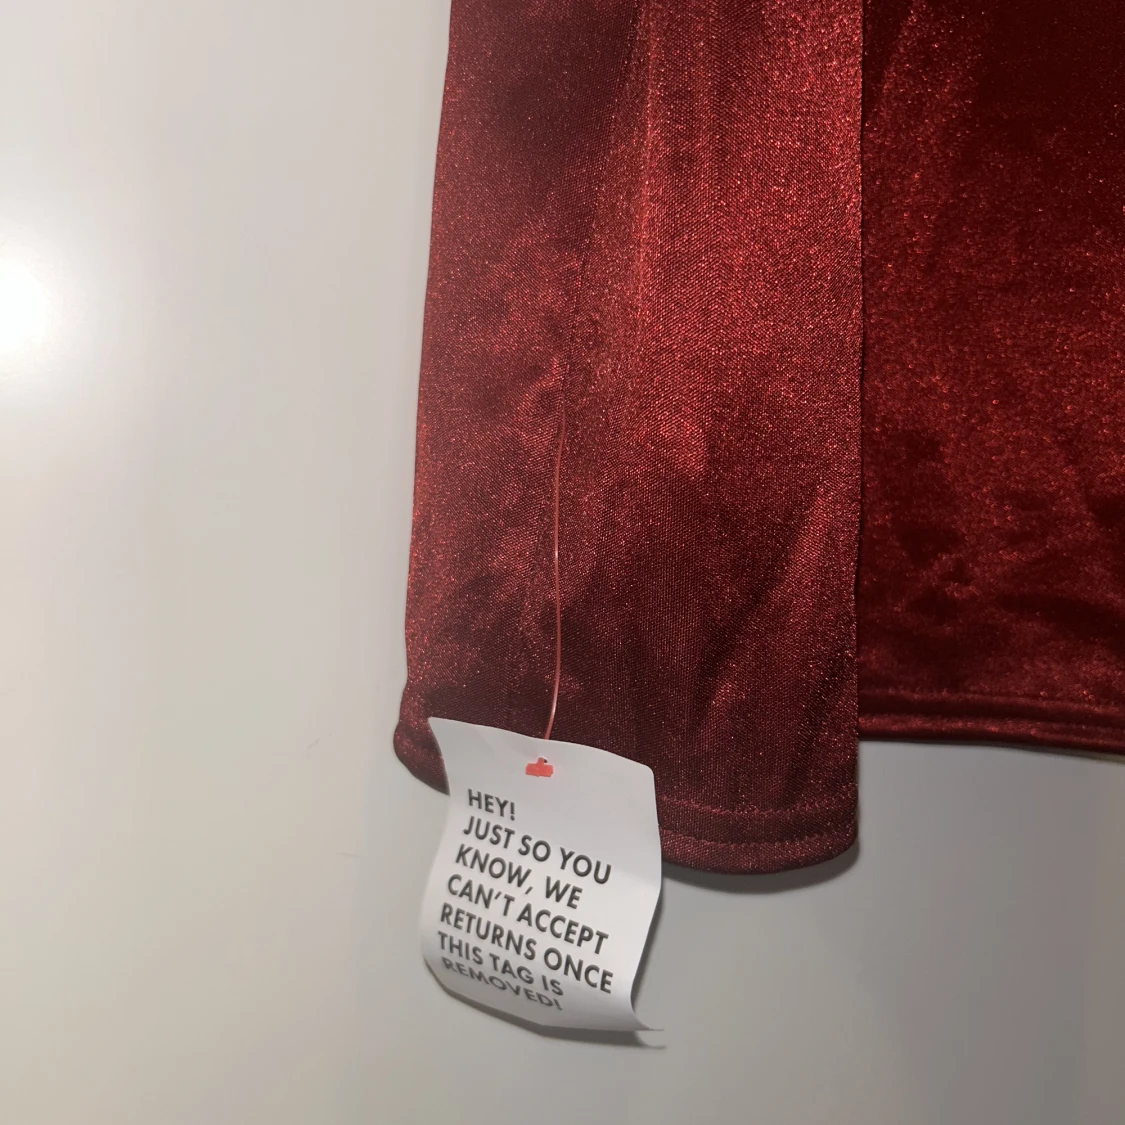 HEY!
JUST SO YOU
KNOW, WE
CAN'T ACCEPT
RETURNS ONCE
THIS TAG IS
REMOVED!